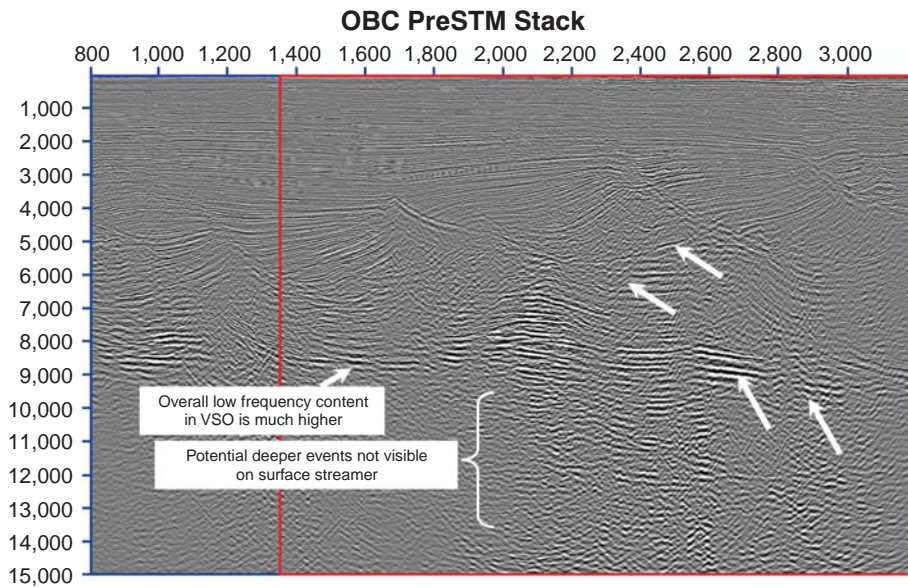 OBC PreSTM Stack
800 1,000 1,200 1,400 1,600 1,800 2,000 2,200 2,400 2,600 2,800 3,000
1,000
2,000
3,000
4,000
5,000
6,000
7,000
8,000
9,000
10,000
11,000
12,000
13,000
14,000
15,000
Overall low frequency content
in VSO is much higher
Potential deeper events not visible
on surface streamer